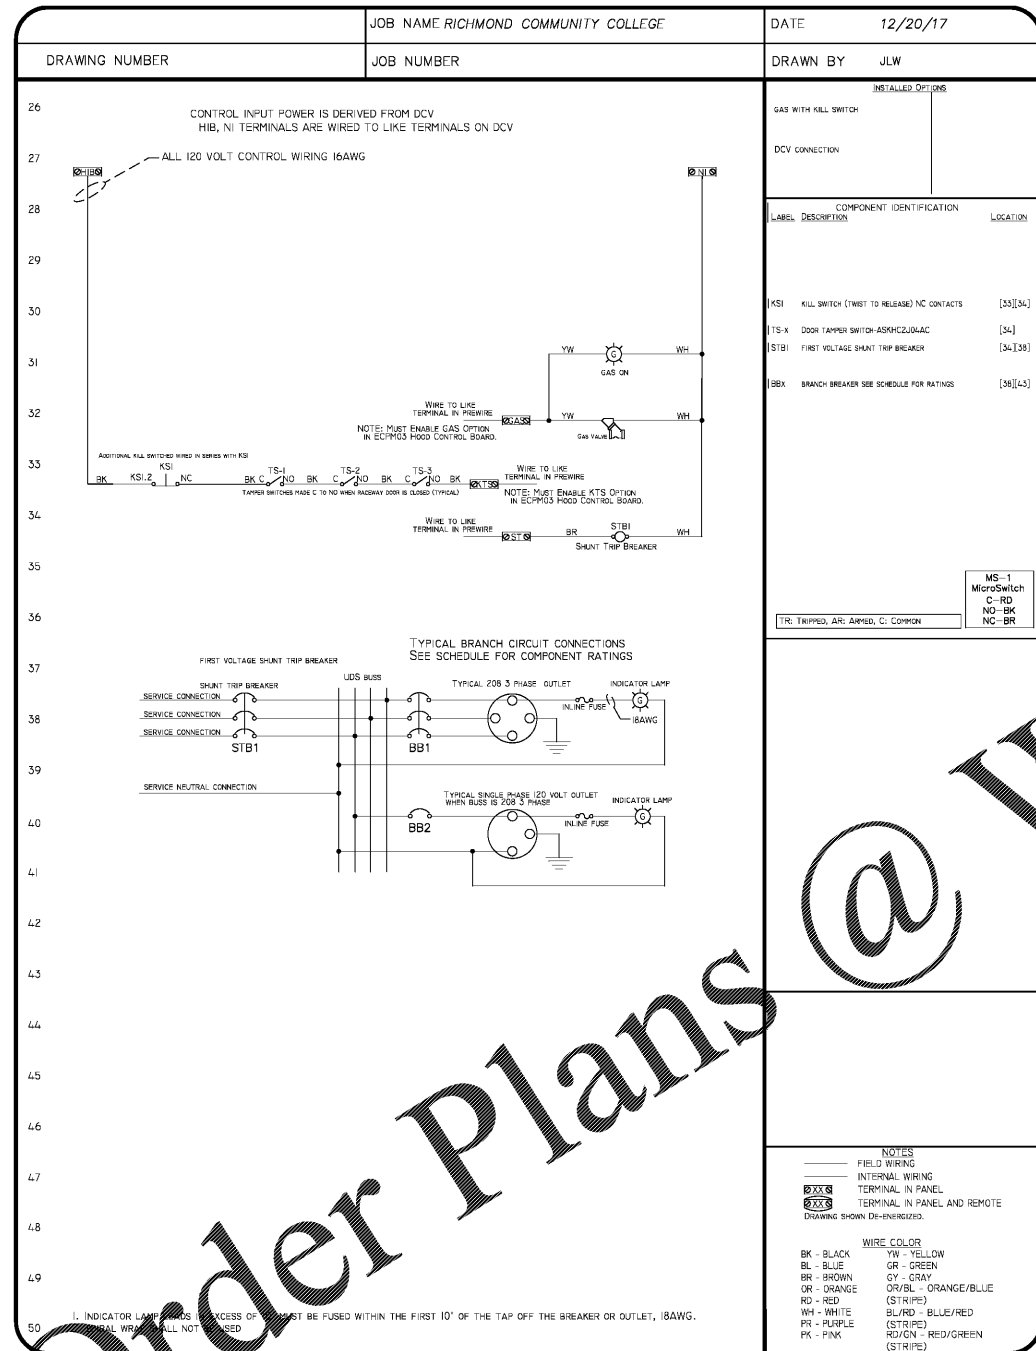 JOB NAME RICHMOND COMMUNITY COLLEGE
DATE 12/20/17
DRAWING NUMBER
JOB NUMBER
DRAWN BY JLW
26
27
28
29
30
31
32
33
34
35
36
37
38
39
40
41
42
43
44
45
46
47
48
49
50
CONTROL INPUT POWER IS DERIVED FROM DCV
HIB, NI TERMINALS ARE WIRED TO LIKE TERMINALS ON DCV
ALL 120 VOLT CONTROL WIRING 16AWG
HIB
NI
YW G WH
GAS ON
WIRE TO LIKE
TERMINAL IN PREWIRE
GAS YW WH
GAS VALVE
NOTE: MUST ENABLE GAS OPTION
IN ECPM03 HOOD CONTROL BOARD.
ADDITIONAL KILL SWITCHED WIRED IN SERIES WITH KSI
KSI
BK KSI.2 NC BK C TS-1 NO BK C TS-2 NO BK C TS-3 NO BK KTS
TAMPER SWITCHES MADE C TO NO WHEN RACEWAY DOOR IS CLOSED (TYPICAL)
WIRE TO LIKE
TERMINAL IN PREWIRE
NOTE: MUST ENABLE KTS OPTION
IN ECPM03 HOOD CONTROL BOARD.
WIRE TO LIKE
TERMINAL IN PREWIRE
ST BR STBI WH
SHUNT TRIP BREAKER
TYPICAL BRANCH CIRCUIT CONNECTIONS
SEE SCHEDULE FOR COMPONENT RATINGS
FIRST VOLTAGE SHUNT TRIP BREAKER
UDS BUSS
SHUNT TRIP BREAKER
SERVICE CONNECTION
SERVICE CONNECTION
SERVICE CONNECTION
STB1
BB1
TYPICAL 208 3 PHASE OUTLET
INDICATOR LAMP
INLINE FUSE
G
18AWG
SERVICE NEUTRAL CONNECTION
TYPICAL SINGLE PHASE 120 VOLT OUTLET
WHEN BUSS IS 208 3 PHASE
INDICATOR LAMP
BB2
INLINE FUSE
G
1. INDICATOR LAMP LEADS IN EXCESS OF MUST BE FUSED WITHIN THE FIRST 10" OF THE TAP OFF THE BREAKER OR OUTLET, 18AWG.
SPIRAL WRAP SHALL NOT BE USED
INSTALLED OPTIONS
GAS WITH KILL SWITCH
DCV CONNECTION
COMPONENT IDENTIFICATION
LABEL DESCRIPTION LOCATION
KSI KILL SWITCH (TWIST TO RELEASE) NC CONTACTS [33][34]
TS-X DOOR TAMPER SWITCH-ASKHC2J04AC [34]
STBI FIRST VOLTAGE SHUNT TRIP BREAKER [34][38]
BBX BRANCH BREAKER SEE SCHEDULE FOR RATINGS [38][43]
MS-1
MicroSwitch
C-RD
NO-BK
NC-BR
TR: TRIPPED, AR: ARMED, C: COMMON
NOTES
FIELD WIRING
INTERNAL WIRING
XX TERMINAL IN PANEL
XX TERMINAL IN PANEL AND REMOTE
DRAWING SHOWN DE-ENERGIZED.
WIRE COLOR
BK - BLACK YW - YELLOW
BL - BLUE GR - GREEN
BR - BROWN GY - GRAY
OR - ORANGE OR/BL - ORANGE/BLUE
RD - RED (STRIPE)
WH - WHITE BL/RD - BLUE/RED
PR - PURPLE (STRIPE)
PK - PINK RD/GN - RED/GREEN
(STRIPE)
Order Plans @